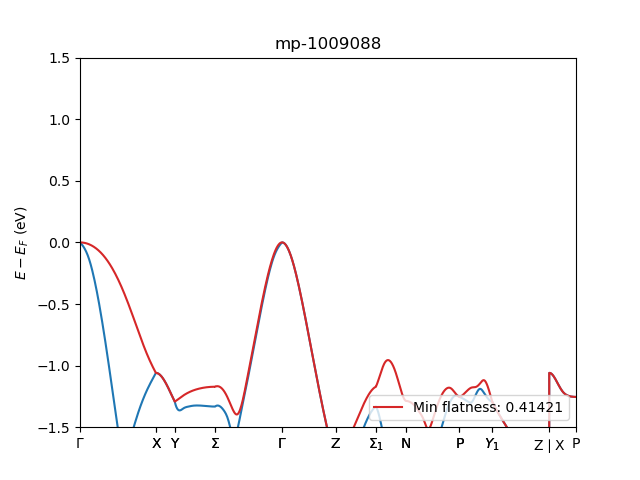 mp-1009088
E − E_F (eV)
1.5
1.0
0.5
0.0
−0.5
−1.0
−1.5
Γ X Y Σ Γ Z Σ₁ N P Y₁ Z | X P
Min flatness: 0.41421